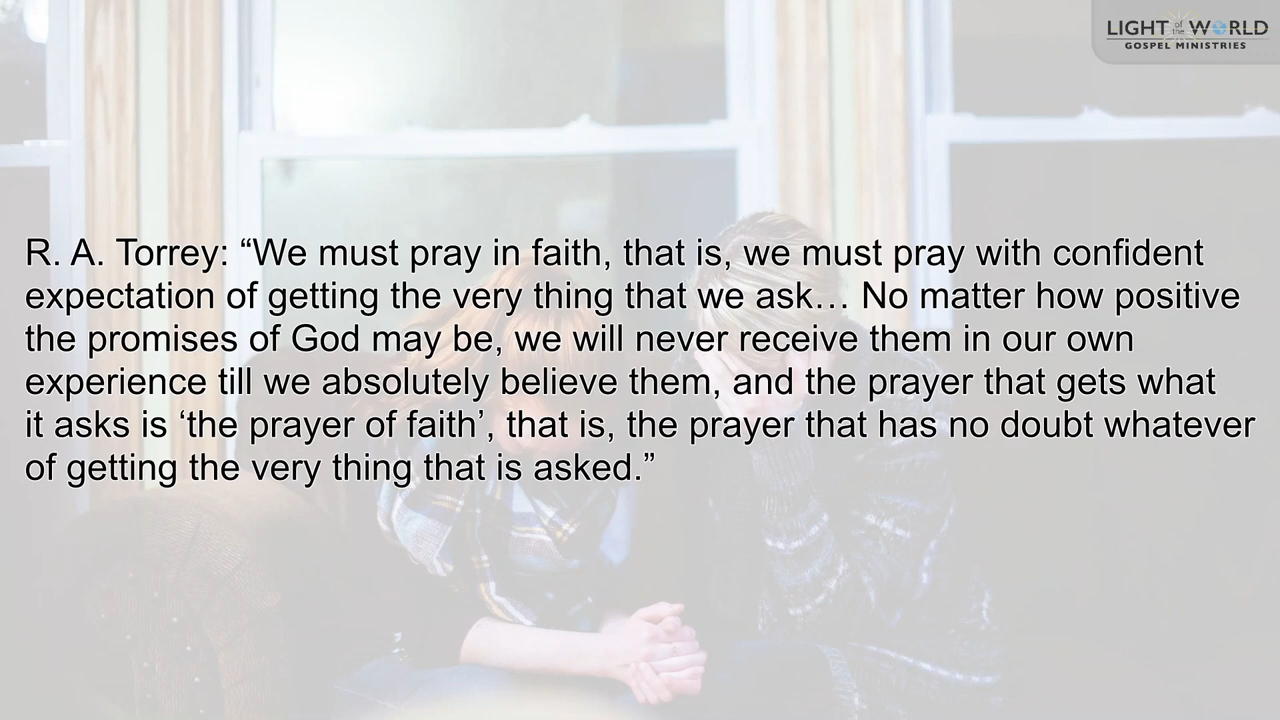 LIGHT of the WORLD
GOSPEL MINISTRIES
R. A. Torrey: “We must pray in faith, that is, we must pray with confident
expectation of getting the very thing that we ask… No matter how positive
the promises of God may be, we will never receive them in our own
experience till we absolutely believe them, and the prayer that gets what
it asks is ‘the prayer of faith’, that is, the prayer that has no doubt whatever
of getting the very thing that is asked.”